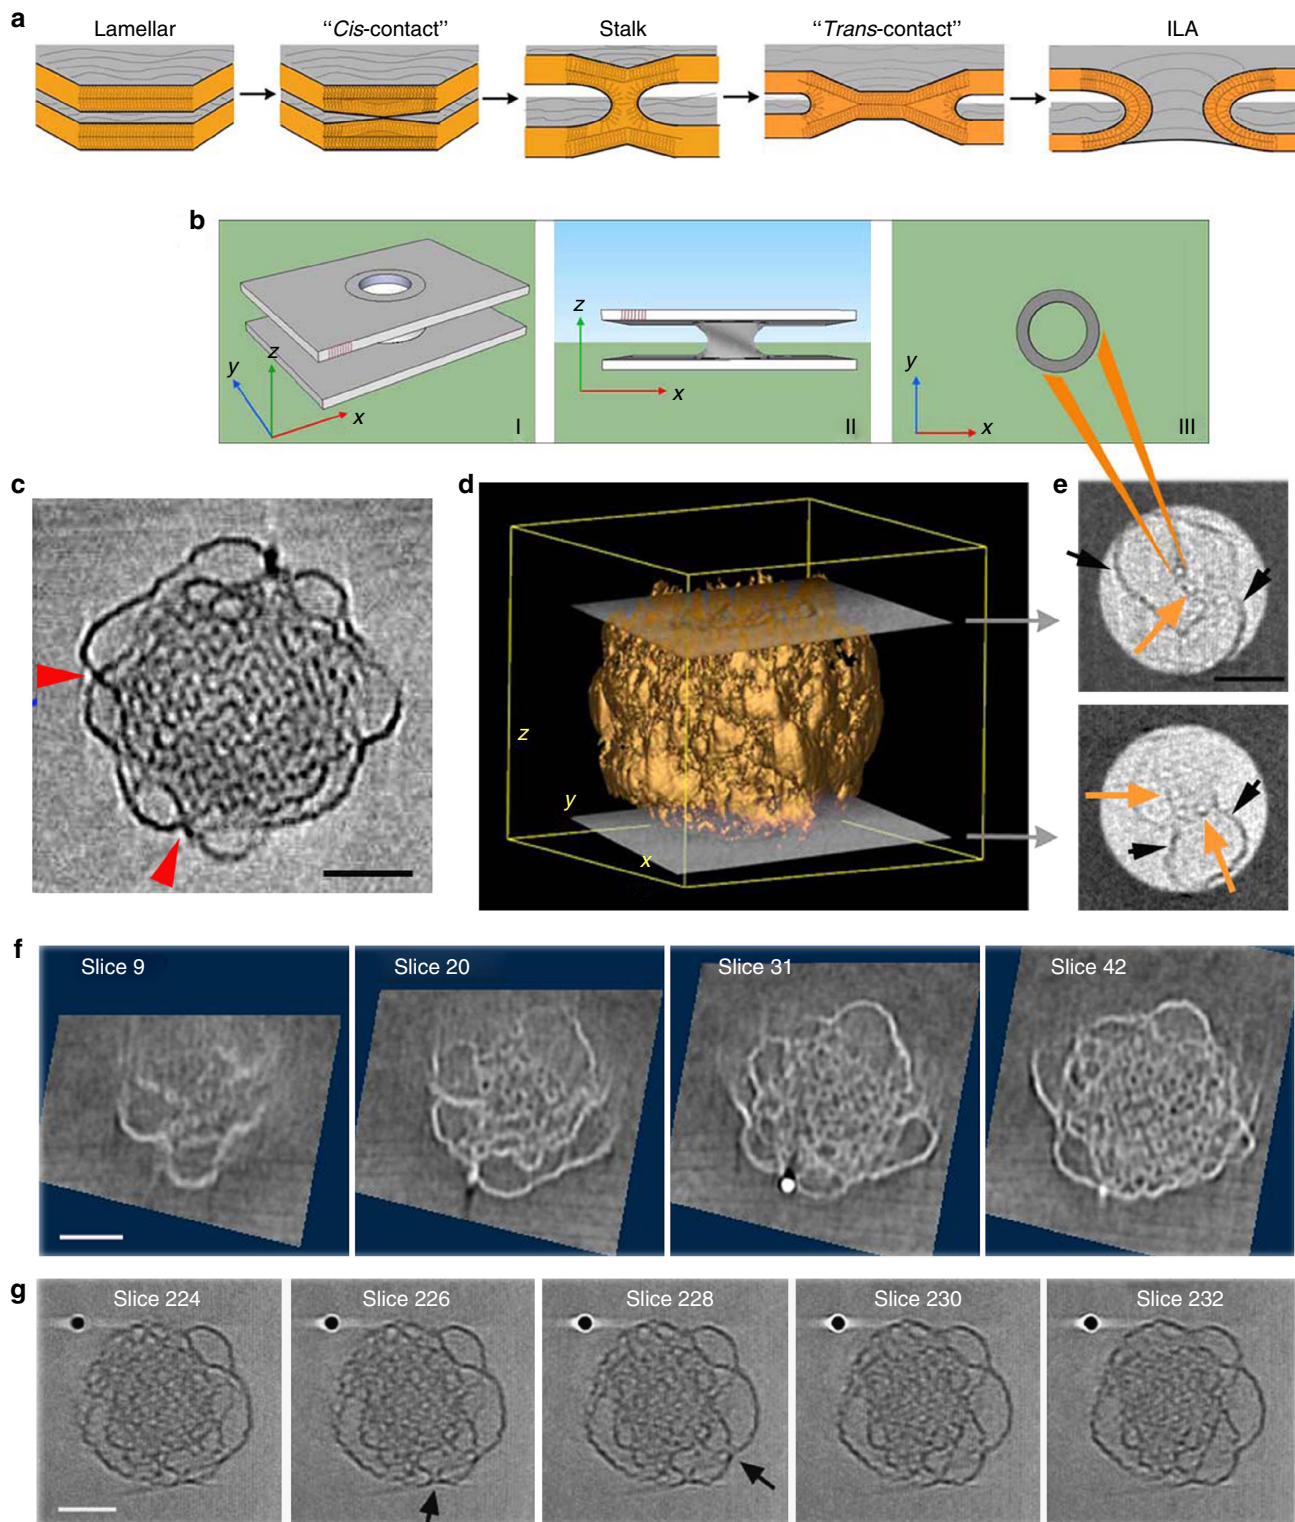 a
Lamellar
“Cis-contact”
Stalk
“Trans-contact”
ILA
b
y
z
x
I
z
x
II
y
x
III
c
d
z
y
x
e
f
Slice 9
Slice 20
Slice 31
Slice 42
g
Slice 224
Slice 226
Slice 228
Slice 230
Slice 232